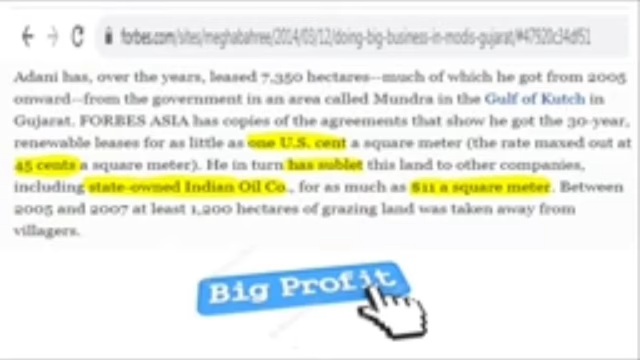 forbes.com/sites/meghabahree/2014/03/12/doing-big-business-in-modis-gujarat/#47520c34df51
Adani has, over the years, leased 7,350 hectares—much of which he got from 2005
onward—from the government in an area called Mundra in the Gulf of Kutch in
Gujarat. FORBES ASIA has copies of the agreements that show he got the 30-year,
renewable leases for as little as one U.S. cent a square meter (the rate maxed out at
45 cents a square meter). He in turn has sublet this land to other companies,
including state-owned Indian Oil Co., for as much as $11 a square meter. Between
2005 and 2007 at least 1,200 hectares of grazing land was taken away from
villagers.
Big Profit